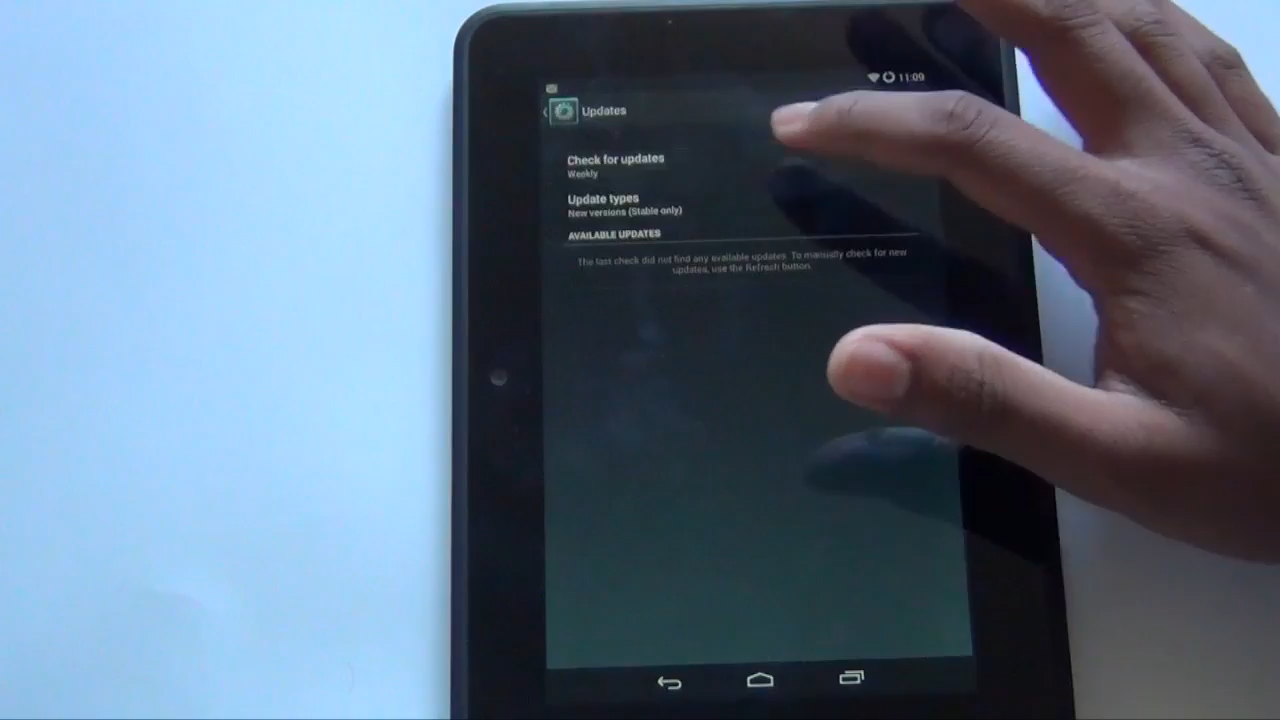 11:09
Updates
Check for updates
Weekly
Update types
New versions (Stable only)
AVAILABLE UPDATES
The last check did not find any available updates. To manually check for new
updates, use the Refresh button.